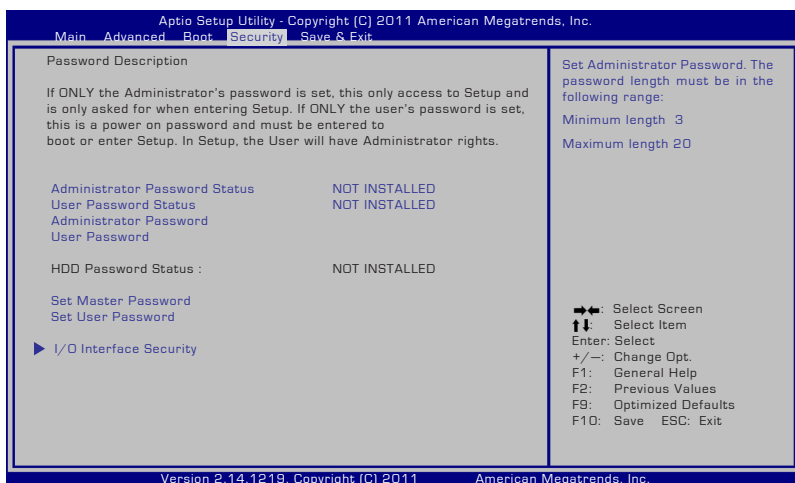 Aptio Setup Utility - Copyright (C) 2011 American Megatrends, Inc.
Main Advanced Boot Security Save & Exit
Password Description
If ONLY the Administrator's password is set, this only access to Setup and
is only asked for when entering Setup. If ONLY the user's password is set,
this is a power on password and must be entered to
boot or enter Setup. In Setup, the User will have Administrator rights.
Administrator Password Status NOT INSTALLED
User Password Status NOT INSTALLED
Administrator Password
User Password
HDD Password Status : NOT INSTALLED
Set Master Password
Set User Password
I/O Interface Security
Set Administrator Password. The
password length must be in the
following range:
Minimum length 3
Maximum length 20
→←: Select Screen
↑↓: Select Item
Enter: Select
+/—: Change Opt.
F1: General Help
F2: Previous Values
F9: Optimized Defaults
F10: Save ESC: Exit
Version 2.14.1219. Copyright (C) 2011 American Megatrends, Inc.